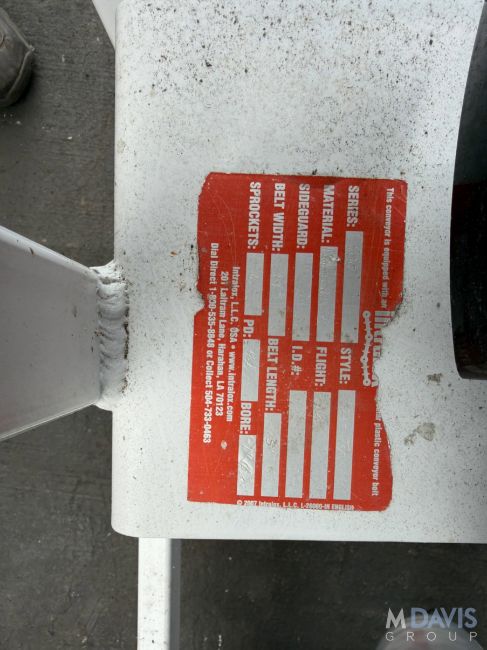 This conveyor is equipped with an plastic conveyor belt
SERIES: STYLE:
MATERIAL: FLIGHT:
SIDEGUARD: I.D.#:
BELT WIDTH: BELT LENGTH:
SPROCKETS: PD: BORE:
Intralox, L.L.C. USA • www.intralox.com
201 Laitram Lane, Harahan, LA 70123
Dial Direct 1-800-535-8848 or Collect 504-733-0463
© 2007 Intralox, L.L.C. L-26060-IN ENGLISH
M DAVIS
GROUP